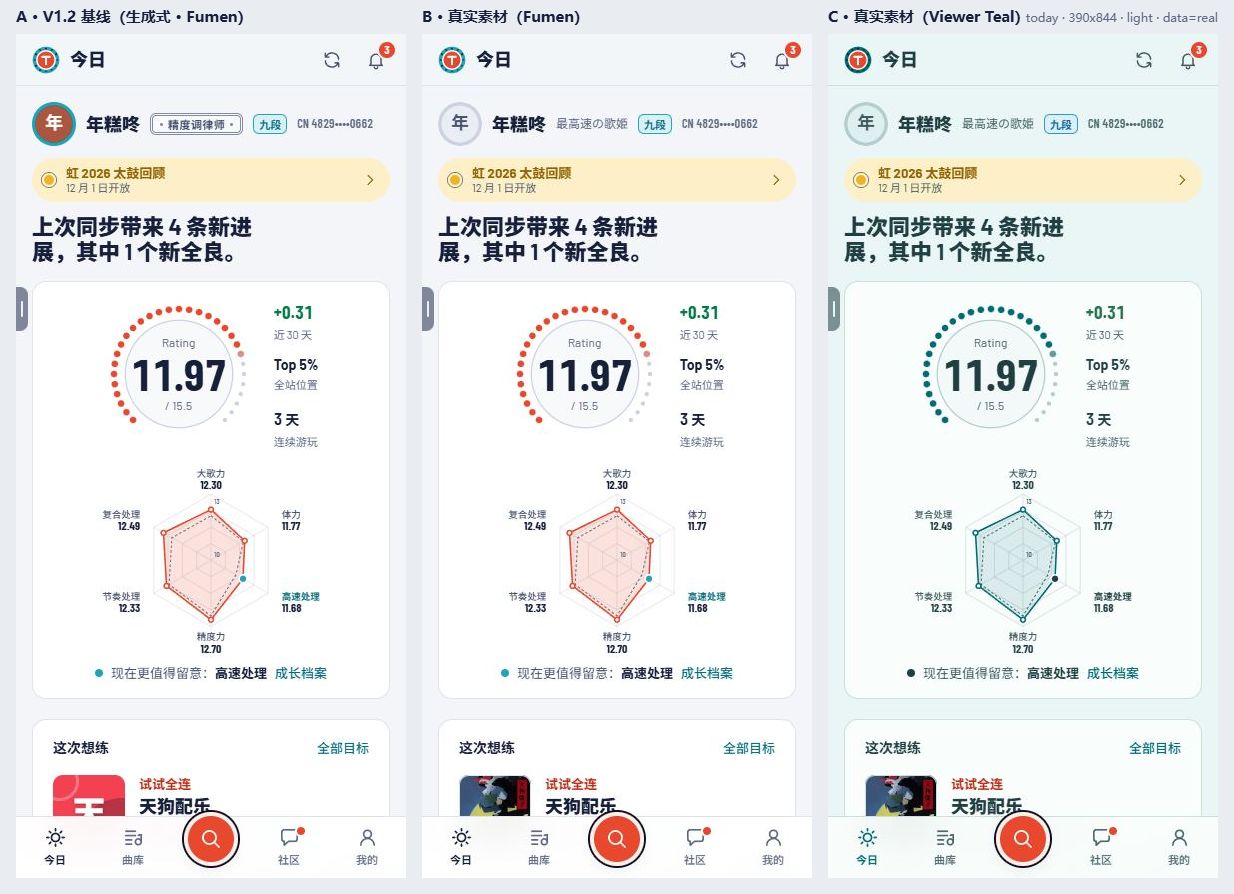 A • V1.2 基线（生成式 • Fumen）
今日
3
年
年糕咚
· 精度调律师 ·
九段
CN 4829••••0662
虹 2026 太鼓回顾
12 月 1 日开放
上次同步带来 4 条新进
展，其中 1 个新全良。
Rating
11.97
/ 15.5
+0.31
近 30 天
Top 5%
全站位置
3 天
连续游玩
大歌力
12.30
13
复合处理
12.49
体力
11.77
10
节奏处理
12.33
高速处理
11.68
精度力
12.70
现在更值得留意：高速处理 成长档案
这次想练
全部目标
天
试试全连
天狗配乐
今日
曲库
社区
我的
B • 真实素材（Fumen）
今日
3
年
年糕咚
最高速の歌姫
九段
CN 4829••••0662
虹 2026 太鼓回顾
12 月 1 日开放
上次同步带来 4 条新进
展，其中 1 个新全良。
Rating
11.97
/ 15.5
+0.31
近 30 天
Top 5%
全站位置
3 天
连续游玩
大歌力
12.30
13
复合处理
12.49
体力
11.77
10
节奏处理
12.33
高速处理
11.68
精度力
12.70
现在更值得留意：高速处理 成长档案
这次想练
全部目标
试试全连
天狗配乐
今日
曲库
社区
我的
C • 真实素材（Viewer Teal）
today · 390x844 · light · data=real
今日
3
年
年糕咚
最高速の歌姫
九段
CN 4829••••0662
虹 2026 太鼓回顾
12 月 1 日开放
上次同步带来 4 条新进
展，其中 1 个新全良。
Rating
11.97
/ 15.5
+0.31
近 30 天
Top 5%
全站位置
3 天
连续游玩
大歌力
12.30
13
复合处理
12.49
体力
11.77
10
节奏处理
12.33
高速处理
11.68
精度力
12.70
现在更值得留意：高速处理 成长档案
这次想练
全部目标
试试全连
天狗配乐
今日
曲库
社区
我的